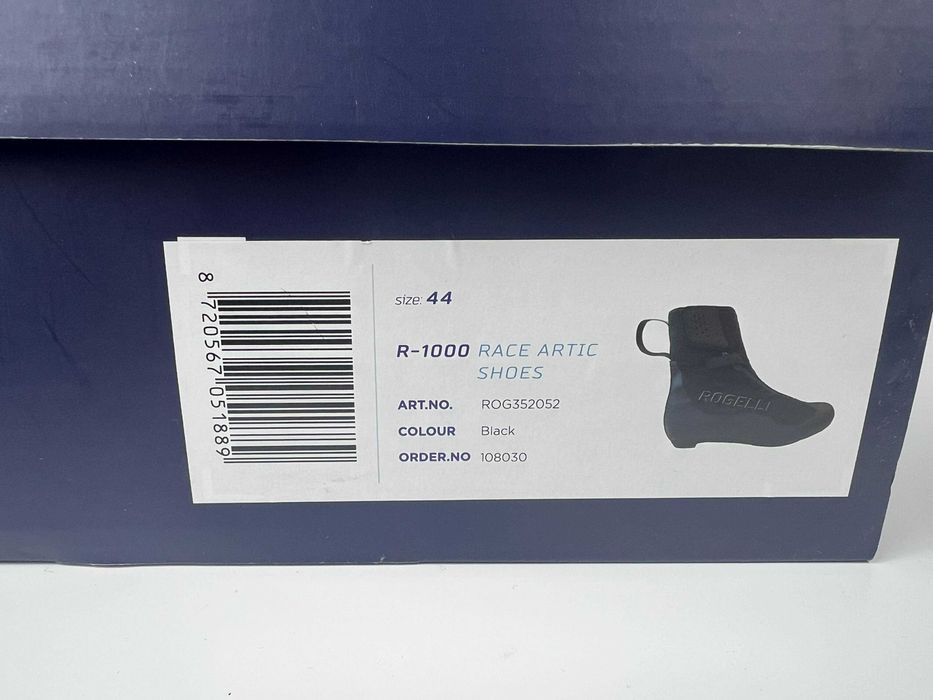 8 720567 051889
size: 44
R-1000 RACE ARTIC
SHOES
ART.NO. ROG352052
COLOUR Black
ORDER.NO 108030
ROGELLI